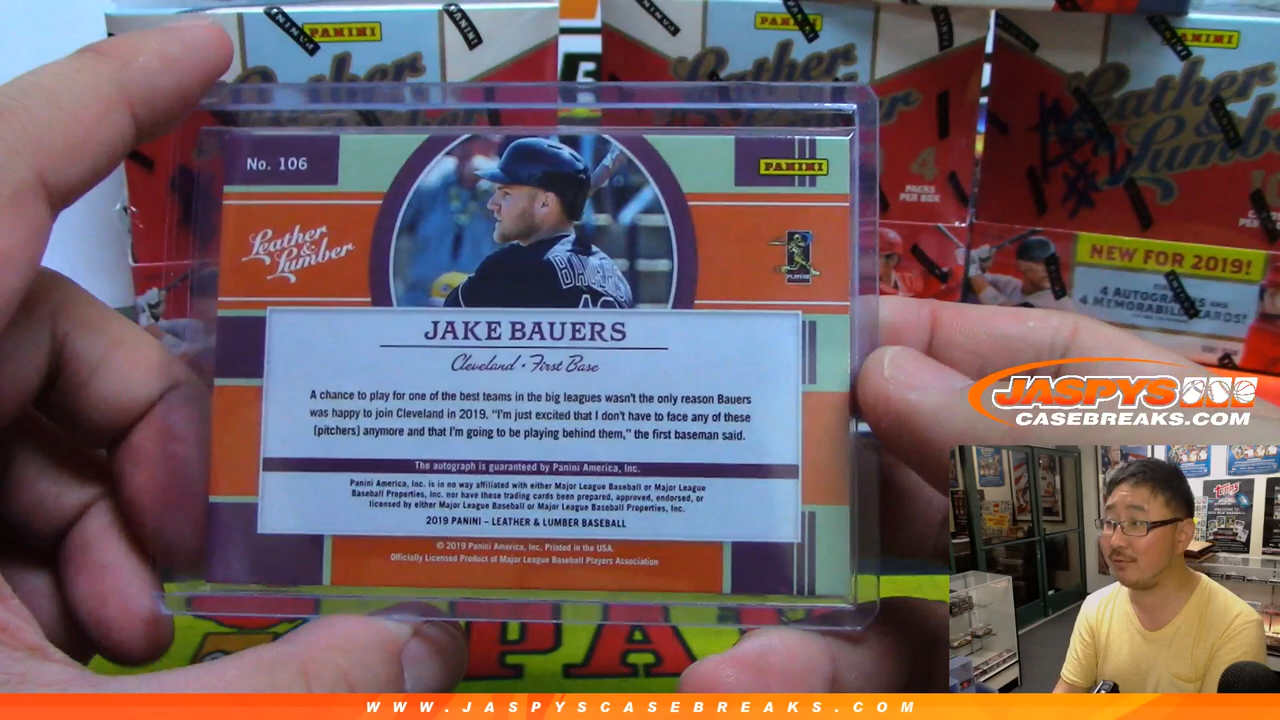 PANINI
PANINI
PANINI
PANINI
PANINI
Leather
Leather
Leather
& Lumber
4
PACKS
PER BOX
NEW FOR 2019!
4 AUTOGRAPHS AND
4 MEMORABILIA CARDS!
No. 106
PANINI
Leather
&
Lumber
BAUERS
PLAYERS
JAKE BAUERS
Cleveland • First Base
A chance to play for one of the best teams in the big leagues wasn't the only reason Bauers
was happy to join Cleveland in 2019. "I'm just excited that I don't have to face any of these
[pitchers] anymore and that I'm going to be playing behind them," the first baseman said.
The autograph is guaranteed by Panini America, Inc.
Panini America, Inc. is in no way affiliated with either Major League Baseball or Major League
Baseball Properties, Inc. nor have these trading cards been prepared, approved, endorsed, or
licensed by either Major League Baseball or Major League Baseball Properties, Inc.
2019 PANINI – LEATHER & LUMBER BASEBALL
© 2019 Panini America, Inc. Printed in the USA.
Officially Licensed Product of Major League Baseball Players Association
JASPYS
CASEBREAKS.COM
Topps
WWW.JASPYSCASEBREAKS.COM